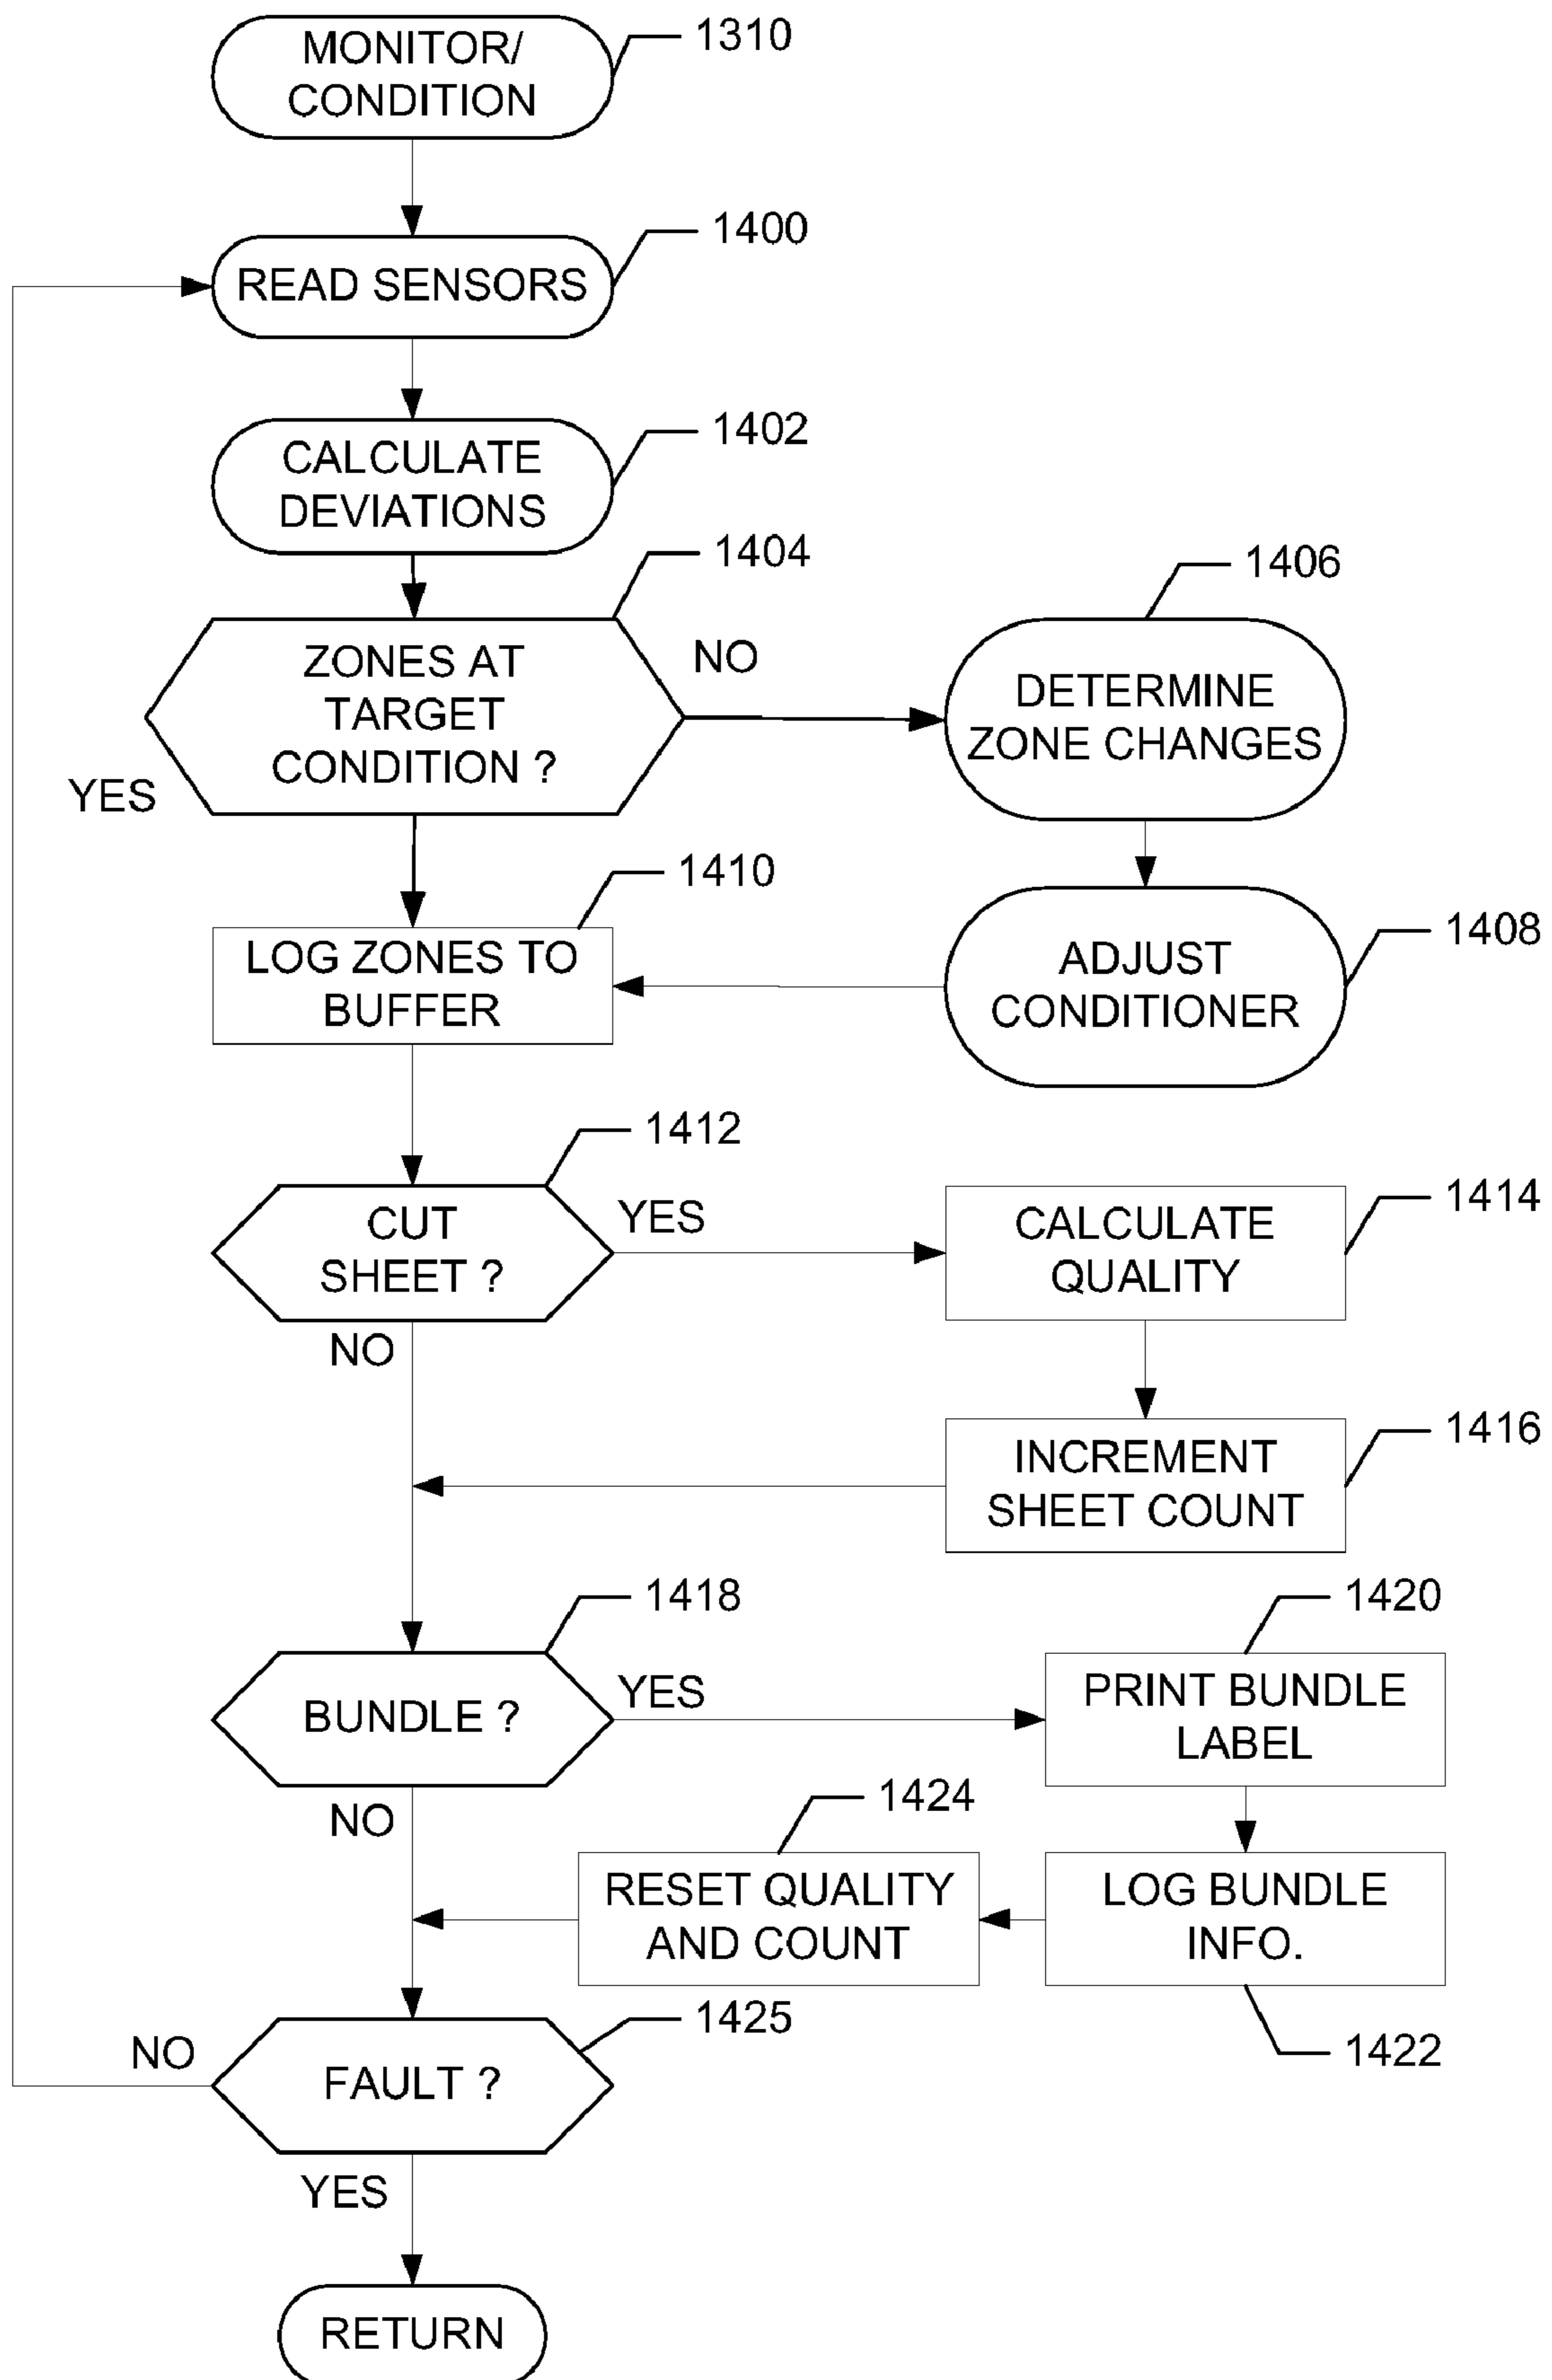 MONITOR/
CONDITION
1310
READ SENSORS
1400
CALCULATE
DEVIATIONS
1402
ZONES AT
TARGET
CONDITION ?
1404
NO
YES
DETERMINE
ZONE CHANGES
1406
ADJUST
CONDITIONER
1408
LOG ZONES TO
BUFFER
1410
CUT
SHEET ?
1412
YES
NO
CALCULATE
QUALITY
1414
INCREMENT
SHEET COUNT
1416
BUNDLE ?
1418
YES
NO
PRINT BUNDLE
LABEL
1420
LOG BUNDLE
INFO.
1422
RESET QUALITY
AND COUNT
1424
FAULT ?
1425
NO
YES
RETURN